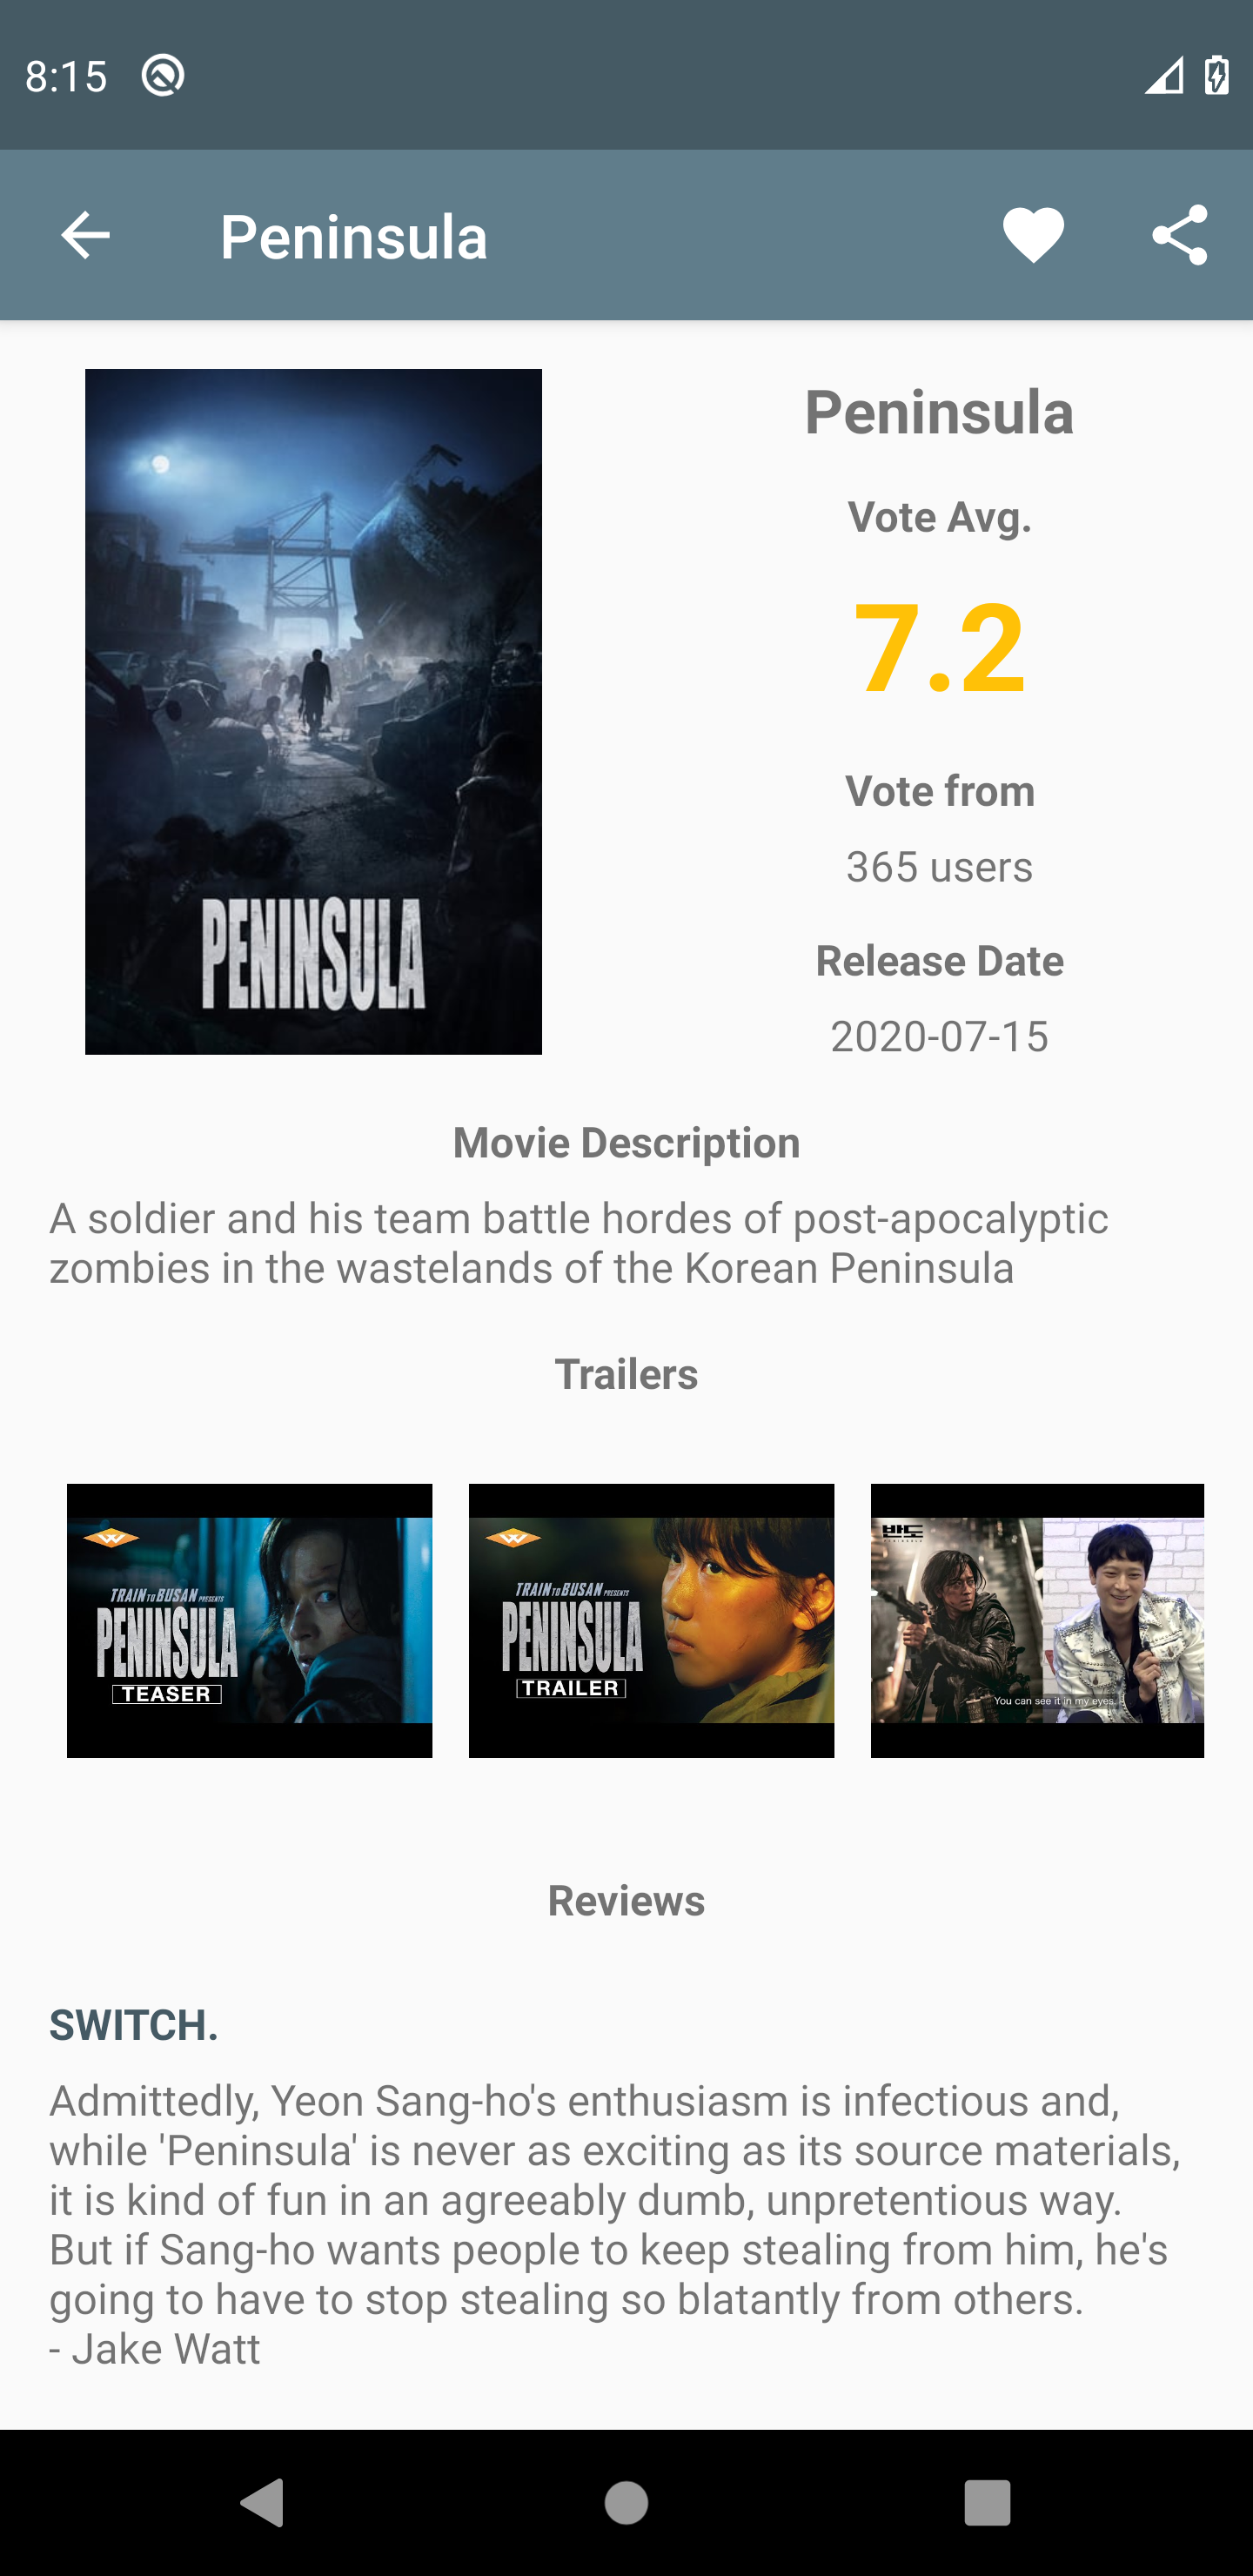 8:15
Peninsula
PENINSULA
Peninsula
Vote Avg.
7.2
Vote from
365 users
Release Date
2020-07-15
Movie Description
A soldier and his team battle hordes of post-apocalyptic
zombies in the wastelands of the Korean Peninsula
Trailers
TRAIN TO BUSAN PRESENTS
PENINSULA
TEASER
TRAIN TO BUSAN PRESENTS
PENINSULA
TRAILER
반도
PENINSULA
You can see it in my eyes.
Reviews
SWITCH.
Admittedly, Yeon Sang-ho's enthusiasm is infectious and,
while 'Peninsula' is never as exciting as its source materials,
it is kind of fun in an agreeably dumb, unpretentious way.
But if Sang-ho wants people to keep stealing from him, he's
going to have to stop stealing so blatantly from others.
- Jake Watt